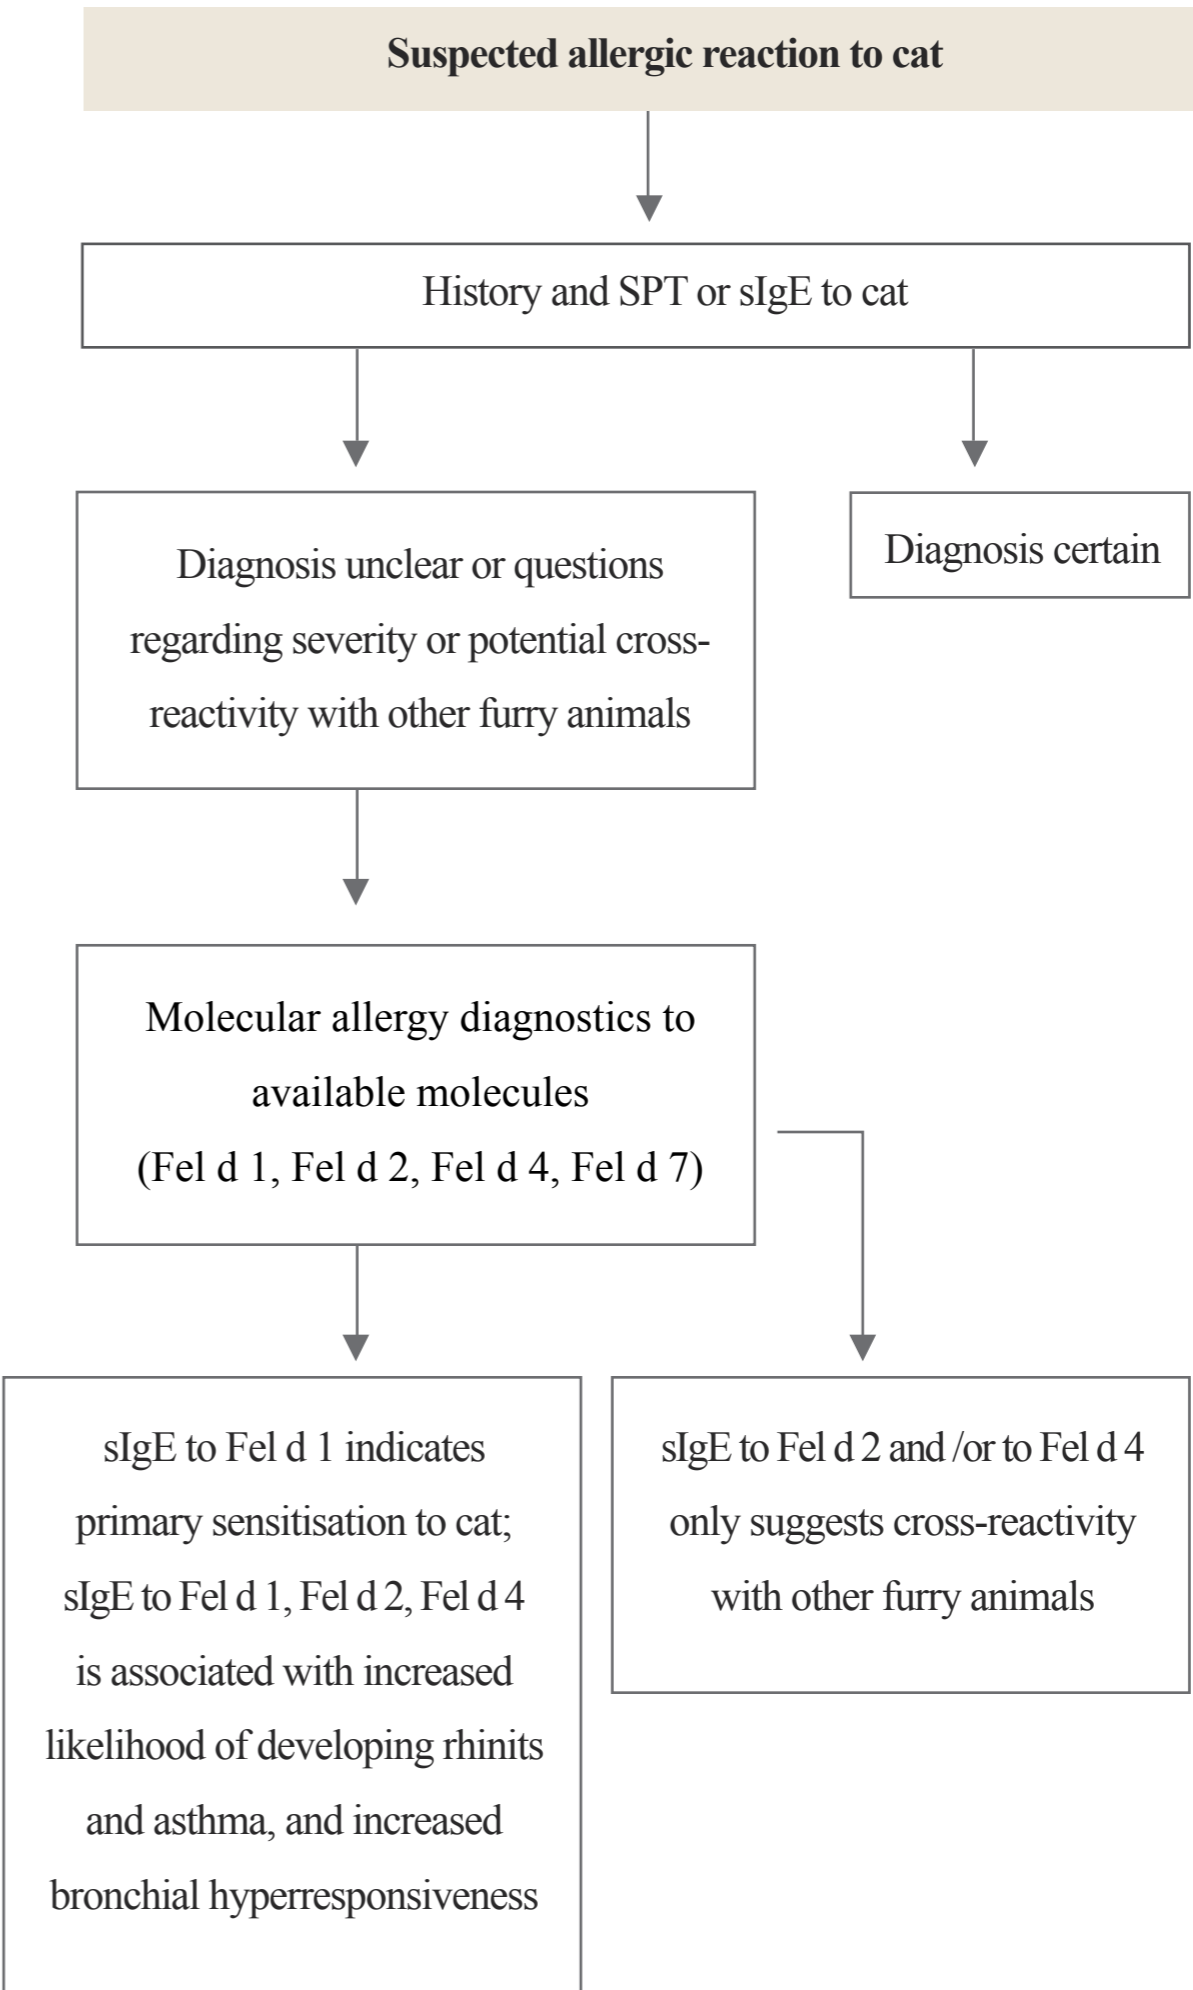 Suspected allergic reaction to cat
History and SPT or sIgE to cat
Diagnosis unclear or questions
regarding severity or potential cross-
reactivity with other furry animals
Diagnosis certain
Molecular allergy diagnostics to
available molecules
(Fel d 1, Fel d 2, Fel d 4, Fel d 7)
sIgE to Fel d 1 indicates
primary sensitisation to cat;
sIgE to Fel d 1, Fel d 2, Fel d 4
is associated with increased
likelihood of developing rhinits
and asthma, and increased
bronchial hyperresponsiveness
sIgE to Fel d 2 and /or to Fel d 4
only suggests cross-reactivity
with other furry animals